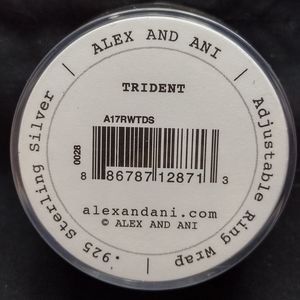 | ALEX AND ANI |
Adjustable Ring Wrap |
.925 Sterling Silver
TRIDENT
A17RWTDS
0028
8 86787 12871 3
alexandani.com
© ALEX AND ANI